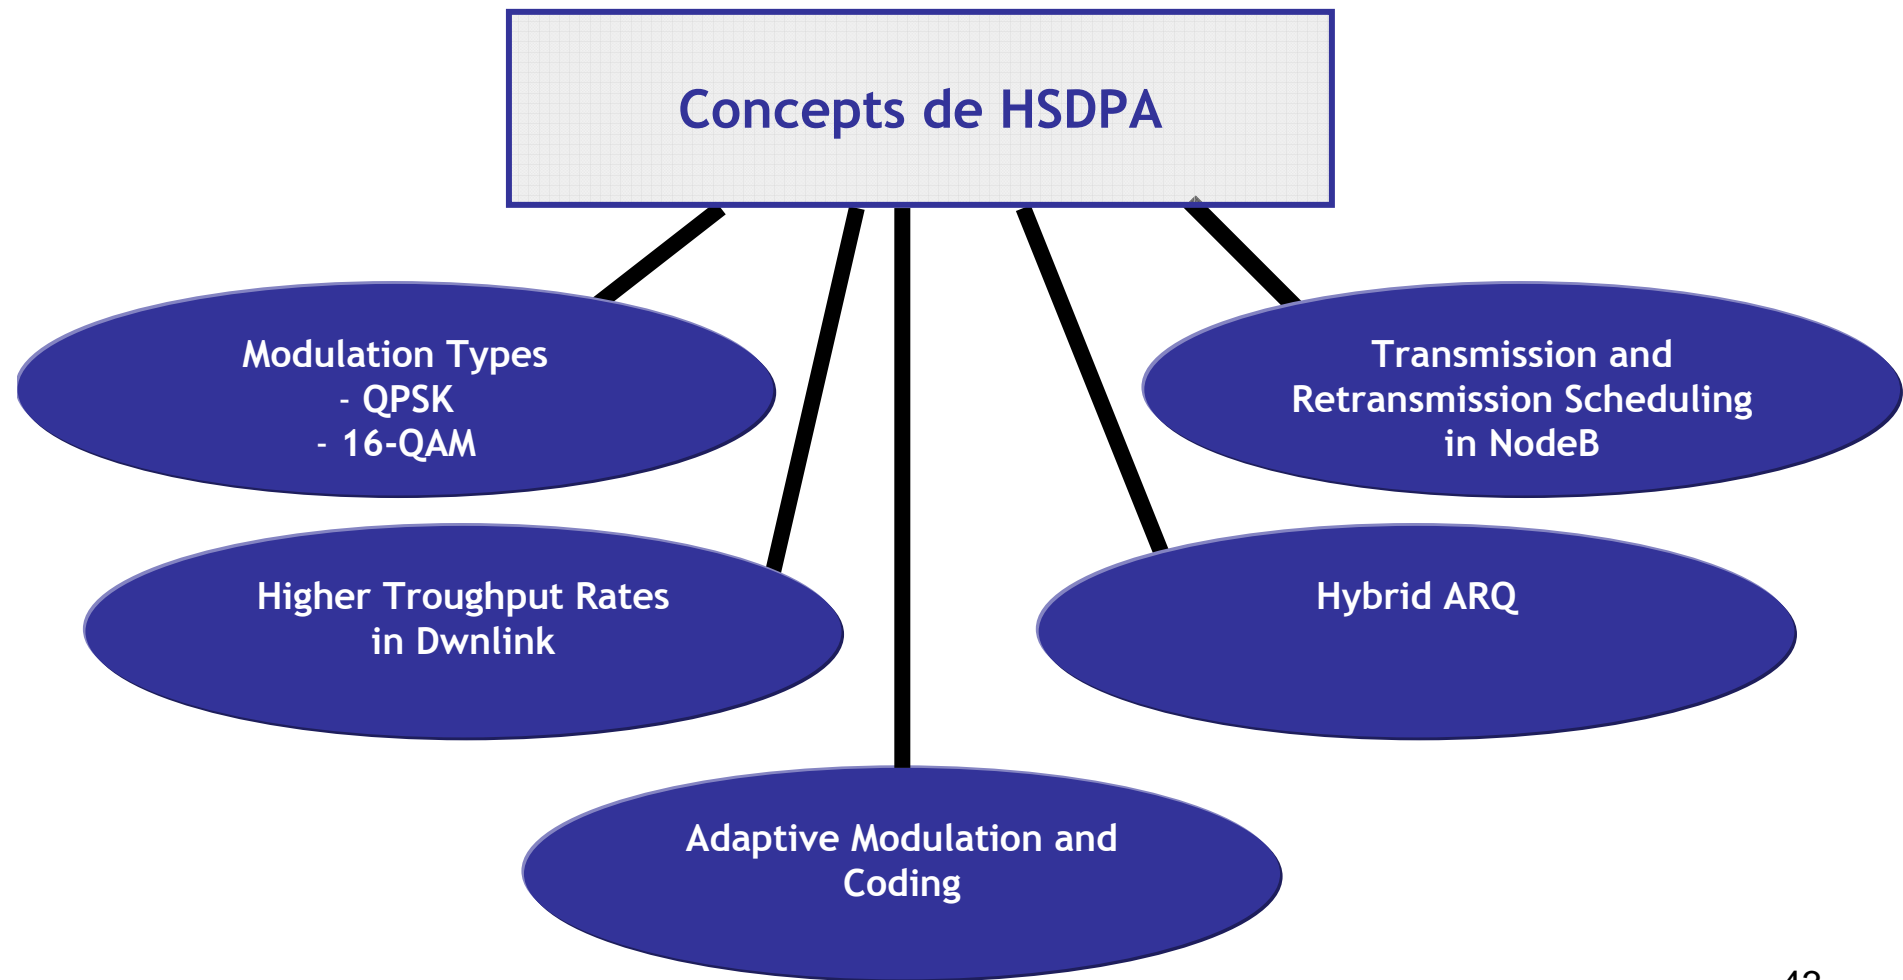 Concepts de HSDPA
Modulation Types
- QPSK
- 16-QAM
Transmission and
Retransmission Scheduling
in NodeB
Higher Troughput Rates
in Dwnlink
Hybrid ARQ
Adaptive Modulation and
Coding